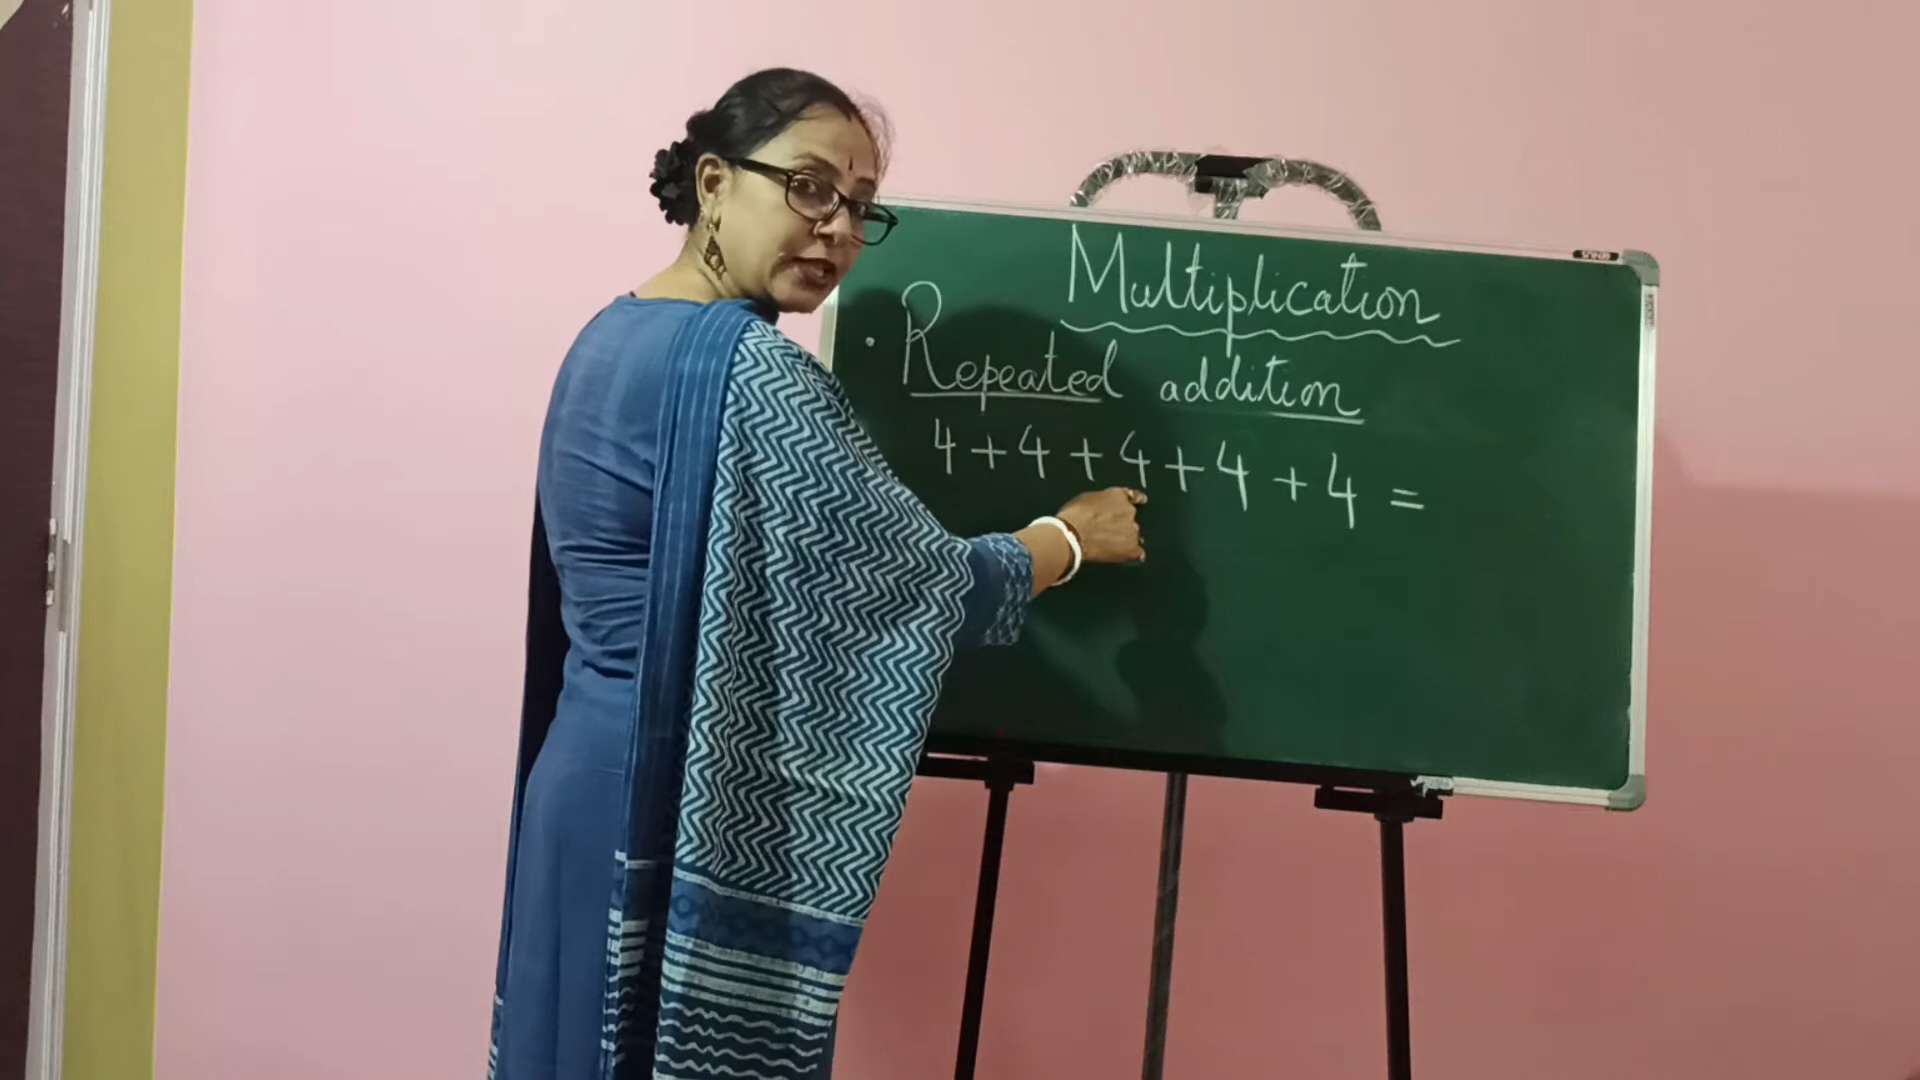 Multiplication
• Repeated addition
4 + 4 + 4 + 4 + 4 =